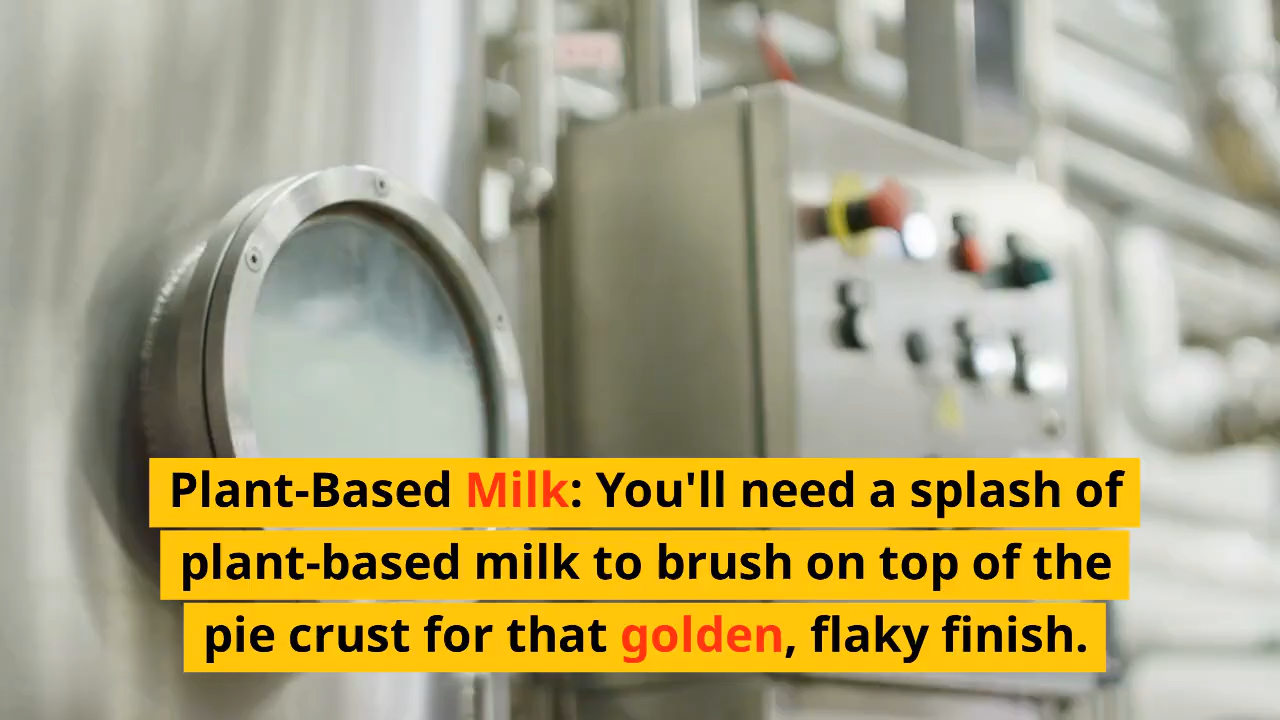 Plant-Based Milk: You'll need a splash of
plant-based milk to brush on top of the
pie crust for that golden, flaky finish.